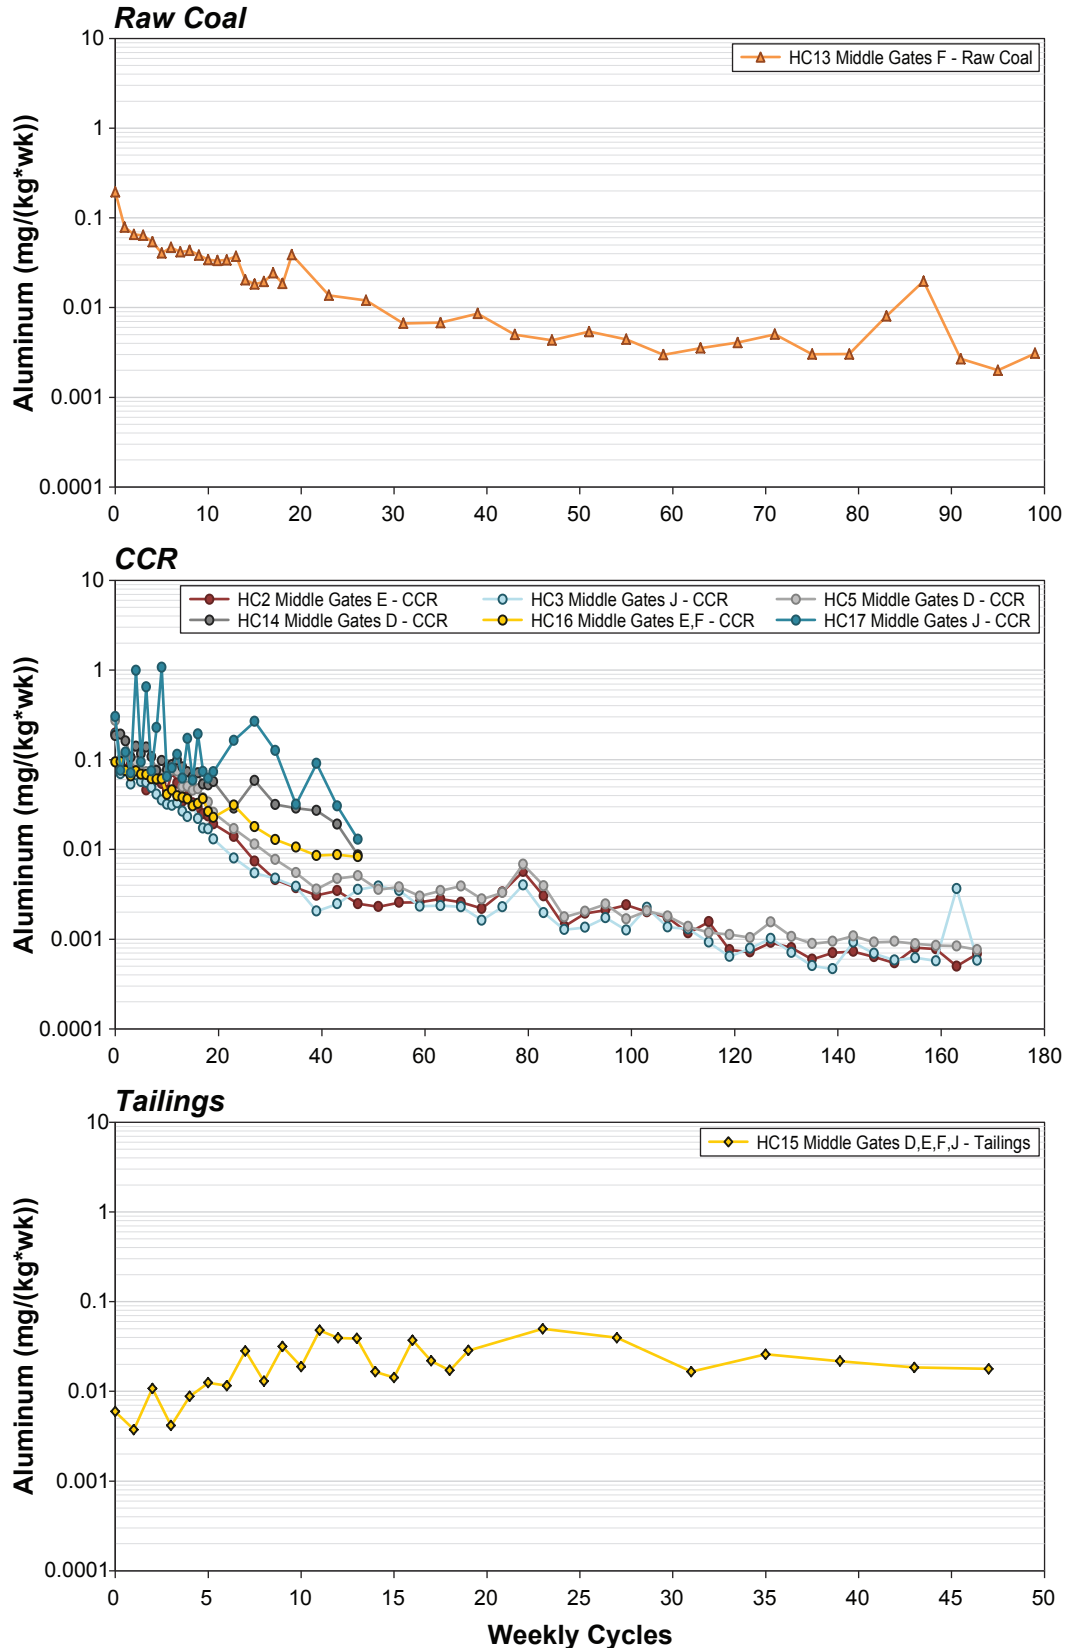 Raw Coal
10
HC13 Middle Gates F - Raw Coal
1
0.1
0.01
0.001
0.0001
Aluminum (mg/(kg*wk))
0 10 20 30 40 50 60 70 80 90 100
CCR
10
HC2 Middle Gates E - CCR HC3 Middle Gates J - CCR HC5 Middle Gates D - CCR
HC14 Middle Gates D - CCR HC16 Middle Gates E,F - CCR HC17 Middle Gates J - CCR
1
0.1
0.01
0.001
0.0001
Aluminum (mg/(kg*wk))
0 20 40 60 80 100 120 140 160 180
Tailings
10
HC15 Middle Gates D,E,F,J - Tailings
1
0.1
0.01
0.001
0.0001
Aluminum (mg/(kg*wk))
0 5 10 15 20 25 30 35 40 45 50
Weekly Cycles